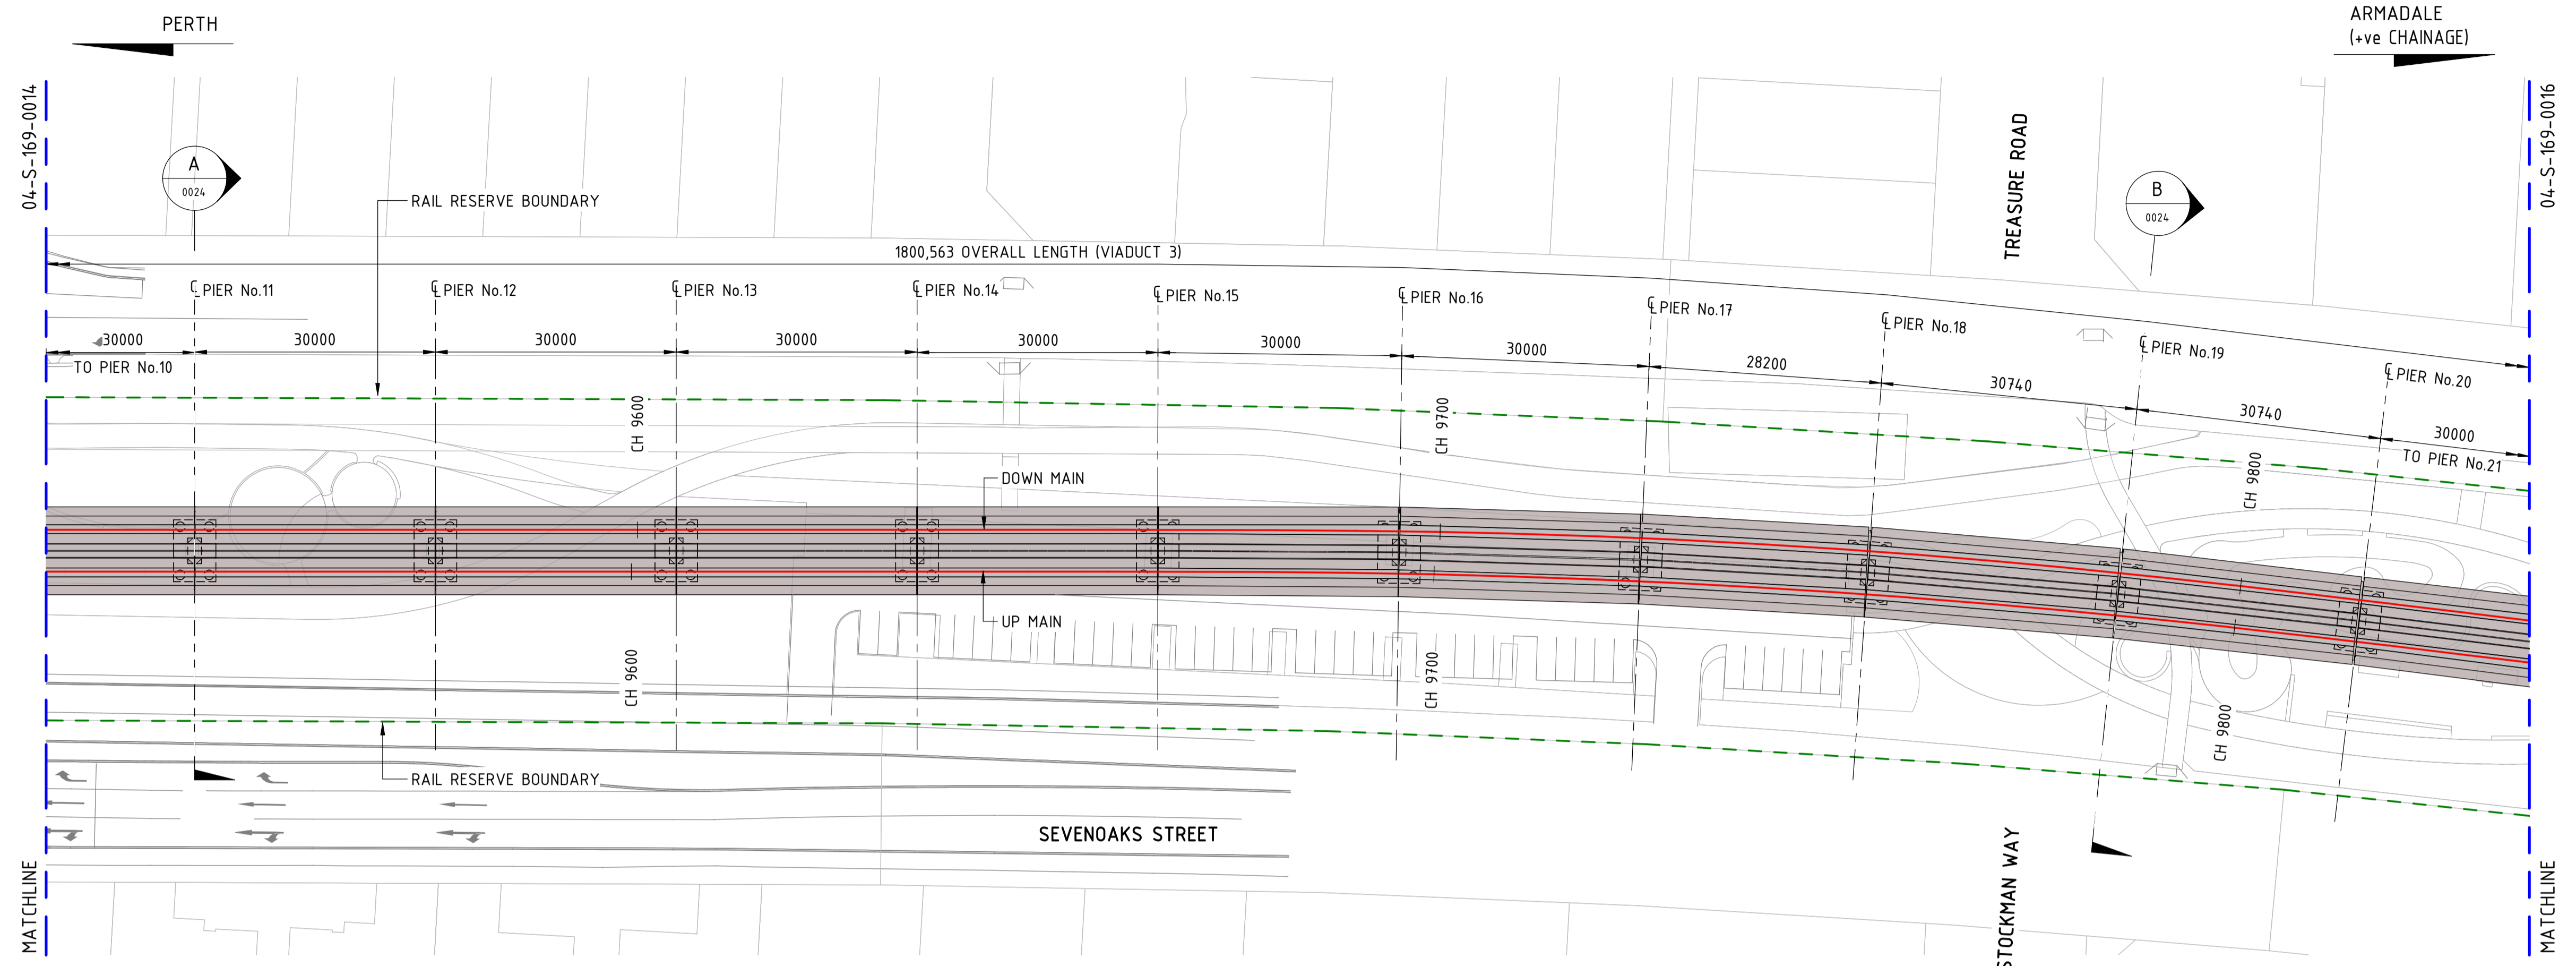 PERTH
ARMADALE
(+ve CHAINAGE)
04-S-169-0014
04-S-169-0016
TREASURE ROAD
A
0024
B
0024
RAIL RESERVE BOUNDARY
1800,563 OVERALL LENGTH (VIADUCT 3)
℄ PIER No.11
℄ PIER No.12
℄ PIER No.13
℄ PIER No.14
℄ PIER No.15
℄ PIER No.16
℄ PIER No.17
℄ PIER No.18
℄ PIER No.19
℄ PIER No.20
30000
30000
30000
30000
30000
30000
30000
28200
30740
30740
30000
TO PIER No.10
TO PIER No.21
CH 9600
CH 9700
CH 9800
DOWN MAIN
UP MAIN
CH 9600
CH 9700
CH 9800
RAIL RESERVE BOUNDARY
SEVENOAKS STREET
STOCKMAN WAY
MATCHLINE
MATCHLINE